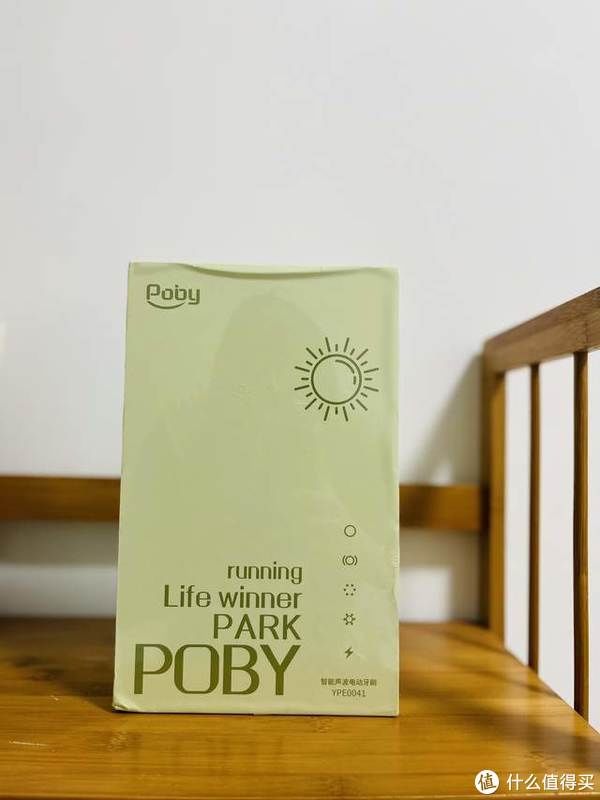 Poby
running
Life winner
PARK
POBY
智能声波电动牙刷
YPE0041
值 什么值得买